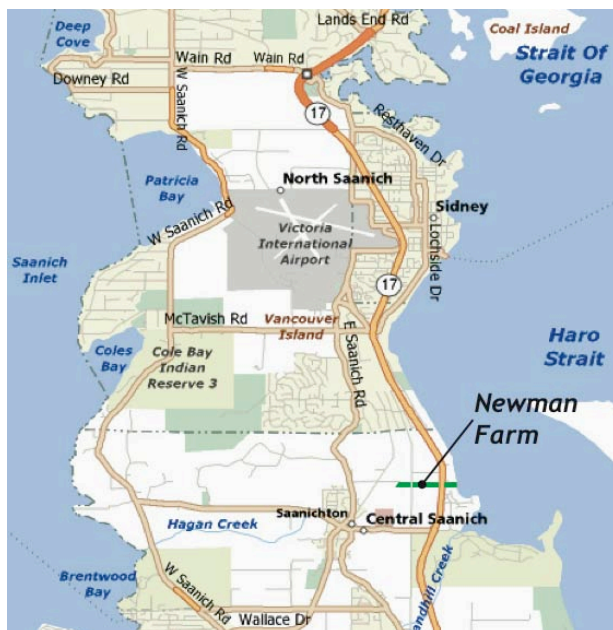 Lands End Rd
Deep
Cove
Coal Island
Wain Rd
Wain Rd
Strait Of
Georgia
Downey Rd
W Saanich Rd
17
Resthaven Dr
Patricia
Bay
North Saanich
Sidney
W Saanich Rd
Victoria
International
Airport
Lochside Dr
Saanich
Inlet
17
McTavish Rd
Vancouver
Island
E Saanich Rd
Haro
Strait
Coles
Bay
Cole Bay
Indian
Reserve 3
Newman
Farm
Saanichton
Hagan Creek
Central Saanich
Brentwood
Bay
W Saanich Rd
Wallace Dr
andhill Creek